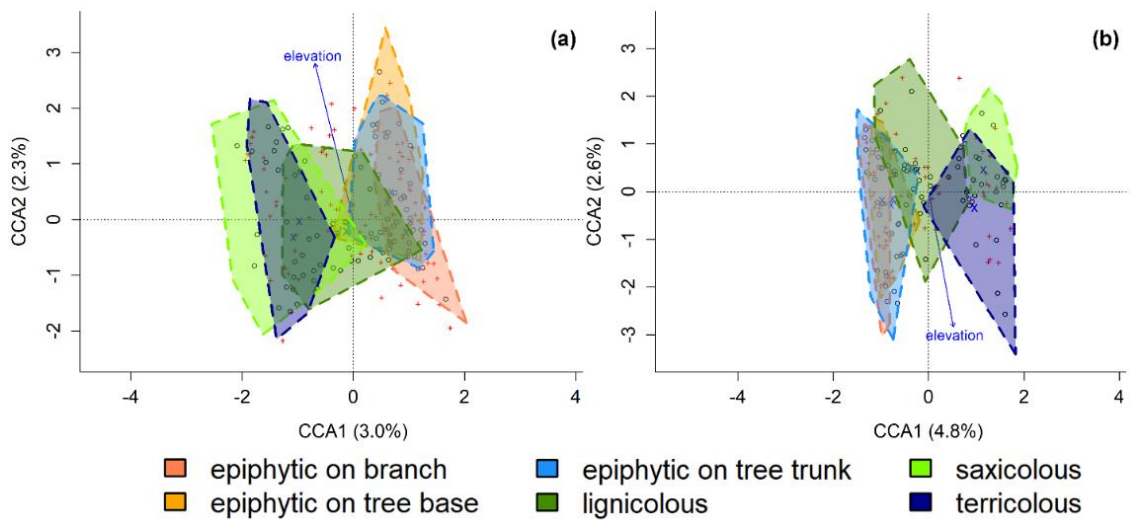 (a)
elevation
CCA2 (2.3%)
3
2
1
0
-1
-2
-4
-2
0
2
4
CCA1 (3.0%)
(b)
elevation
CCA2 (2.6%)
3
2
1
0
-1
-2
-3
-4
-2
0
2
4
CCA1 (4.8%)
epiphytic on branch
epiphytic on tree trunk
saxicolous
epiphytic on tree base
lignicolous
terricolous